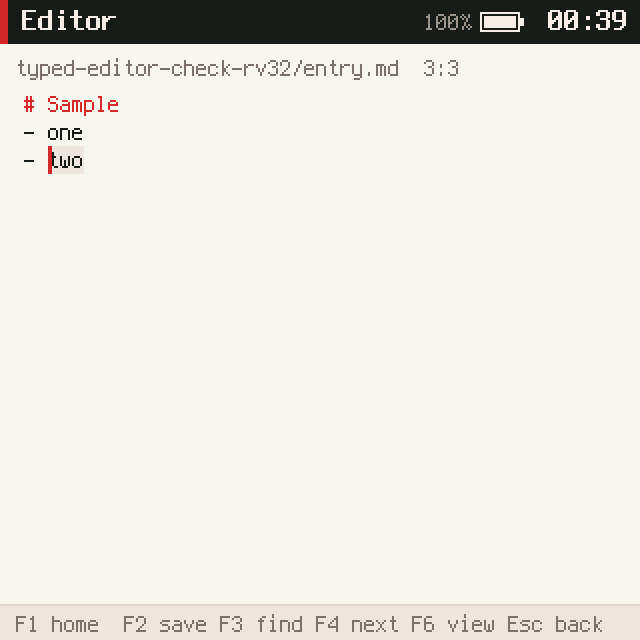 Editor 100% 00:39
typed-editor-check-rv32/entry.md 3:3
# Sample
- one
- two
F1 home F2 save F3 find F4 next F6 view Esc back